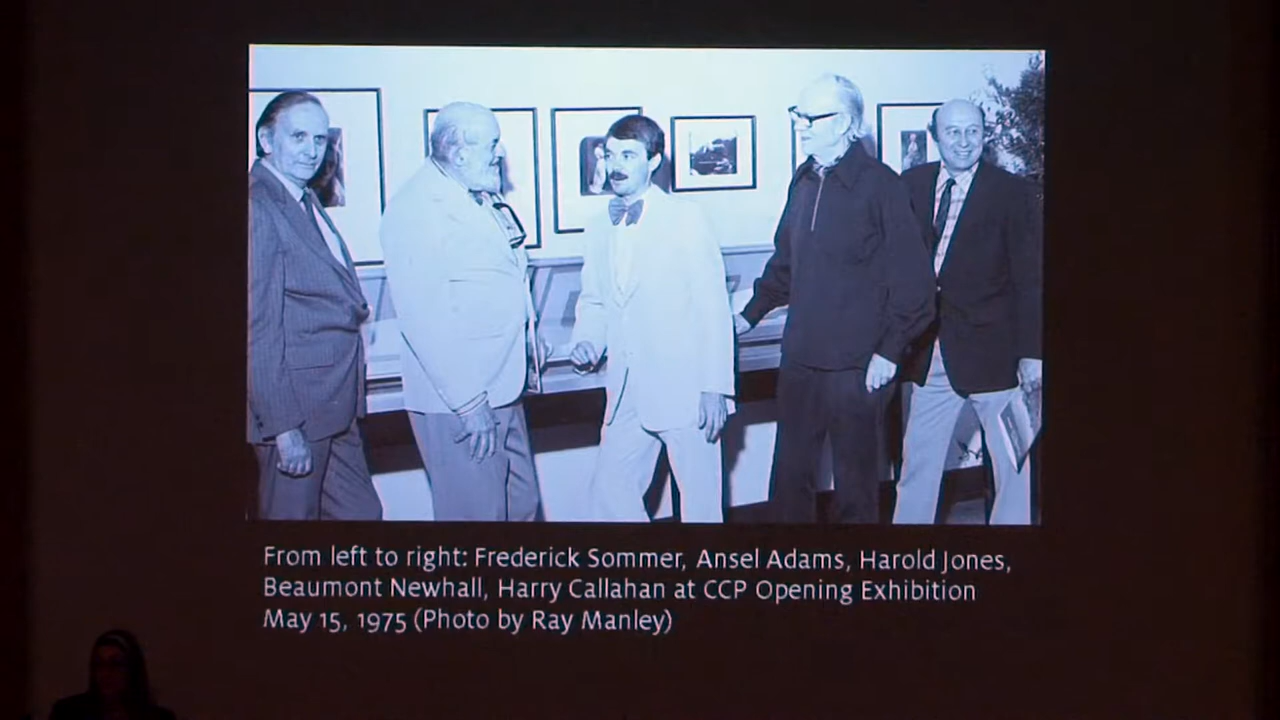 From left to right: Frederick Sommer, Ansel Adams, Harold Jones,
Beaumont Newhall, Harry Callahan at CCP Opening Exhibition
May 15, 1975 (Photo by Ray Manley)